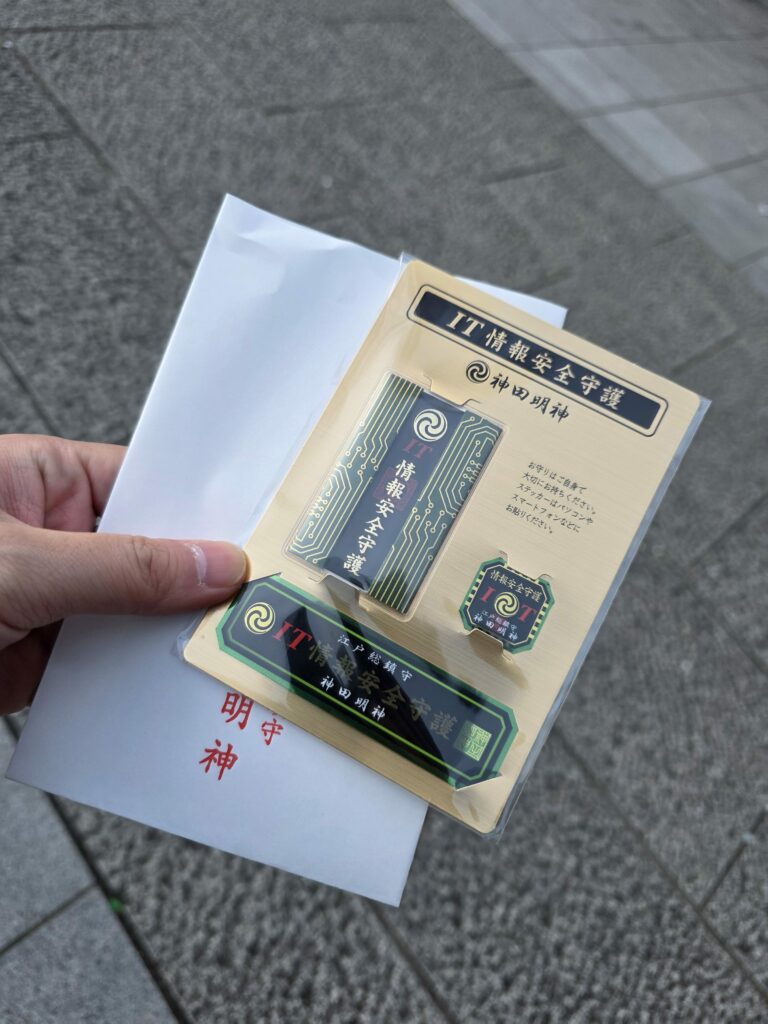 IT情報安全守護
神田明神
IT
情報安全守護
お守りはご自身で
大切にお持ちください。
ステッカーはパソコンや
スマートフォンなどに
お貼りください。
情報安全守護
IT
江戸総鎮守
神田明神
江戸総鎮守
IT情報安全守護
神田明神
守
明神